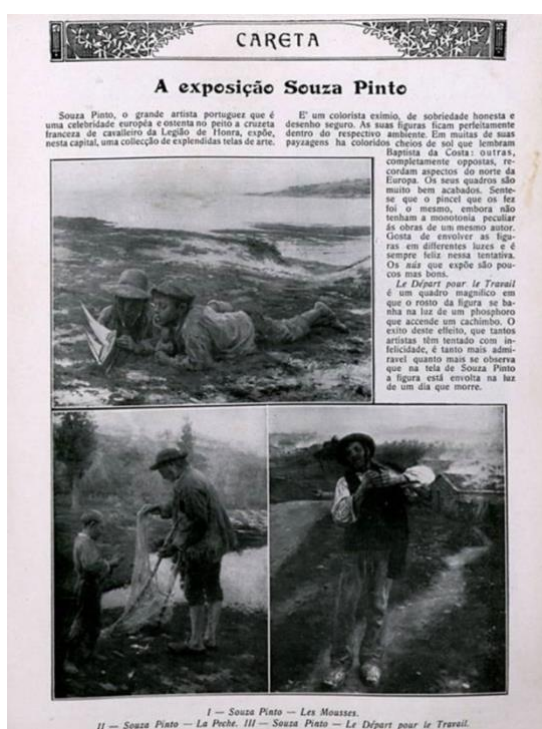 CARETA
A exposição Souza Pinto
Souza Pinto, o grande artista portuguez que é
uma celebridade européa e ostenta no peito a cruzeta
franceza de cavalleiro da Legião de Honra, expõe,
nesta capital, uma collecção de explendidas telas de arte.
E' um colorista eximio, de sobriedade honesta e
desenho seguro. As suas figuras ficam perfeitamente
dentro do respectivo ambiente. Em muitas de suas
payzagens ha coloridos cheios de sol que lembram
Baptista da Costa: outras,
completamente oppostas, re-
cordam aspectos do norte da
Europa. Os seus quadros são
muito bem acabados. Sente-
se que o pincel que os fez
foi o mesmo, embora não
tenham a monotonia peculiar
ás obras de um mesmo autor.
Gosta de envolver as figu-
ras em differentes luzes e é
sempre feliz nessa tentativa.
Os nús que expõe são pou-
cos mas bons.
Le Départ pour le Travail
é um quadro magnifico em
que o rosto da figura se ba-
nha na luz de um phosphoro
que accende um cachimbo. O
exito deste effeito, que tantos
artistas têm tentado com in-
felicidade, é tanto mais admi-
ravel quanto mais se observa
que na tela de Souza Pinto
a figura está envolta na luz
de um dia que morre.
I — Souza Pinto — Les Mousses.
II — Souza Pinto — La Peche. III — Souza Pinto — Le Départ pour le Travail.